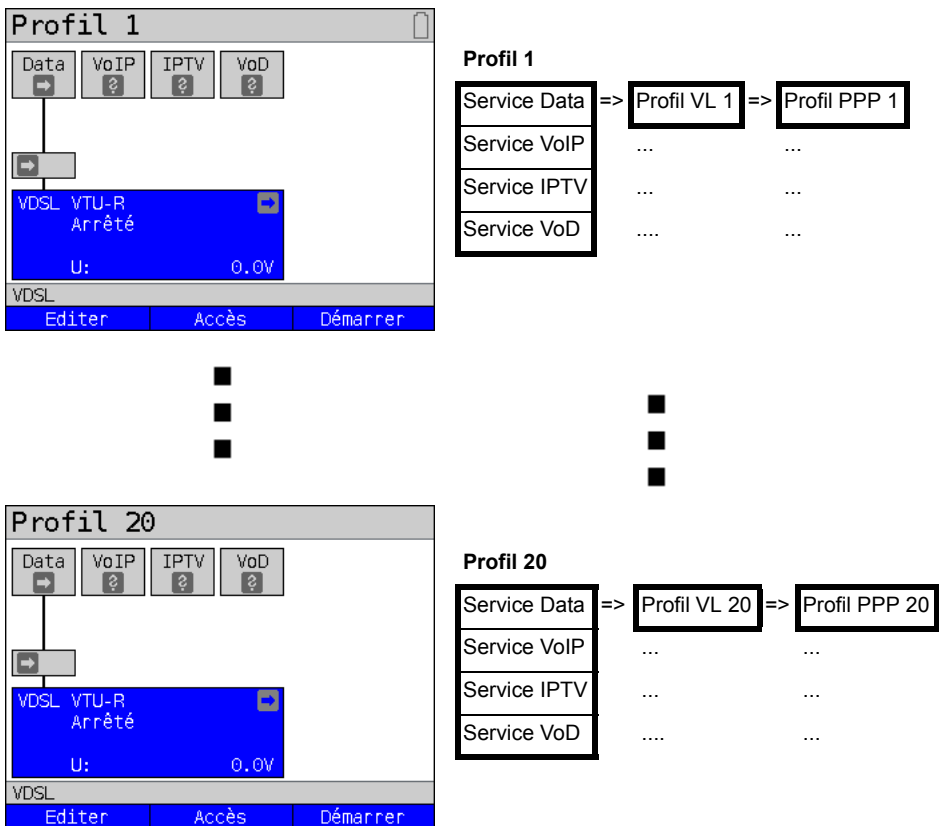 Profil 1
Data VoIP IPTV VoD
VDSL VTU-R
Arrêté
U: 0.0V
VDSL
Editer Accès Démarrer
Profil 1
Service Data => Profil VL 1 => Profil PPP 1
Service VoIP ... ...
Service IPTV ... ...
Service VoD .... ...
Profil 20
Data VoIP IPTV VoD
VDSL VTU-R
Arrêté
U: 0.0V
VDSL
Editer Accès Démarrer
Profil 20
Service Data => Profil VL 20 => Profil PPP 20
Service VoIP ... ...
Service IPTV ... ...
Service VoD .... ...